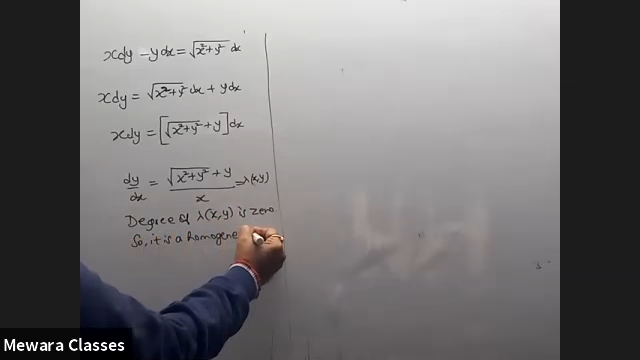 xdy - ydx = √x²+y² dx
xdy = √x²+y² dx + ydx
xdy = [√x²+y² + y] dx
dy/dx = √x²+y² + y / x = λ(x,y)
Degree of λ(x,y) is zero
So, it is a homogene
Mewara Classes